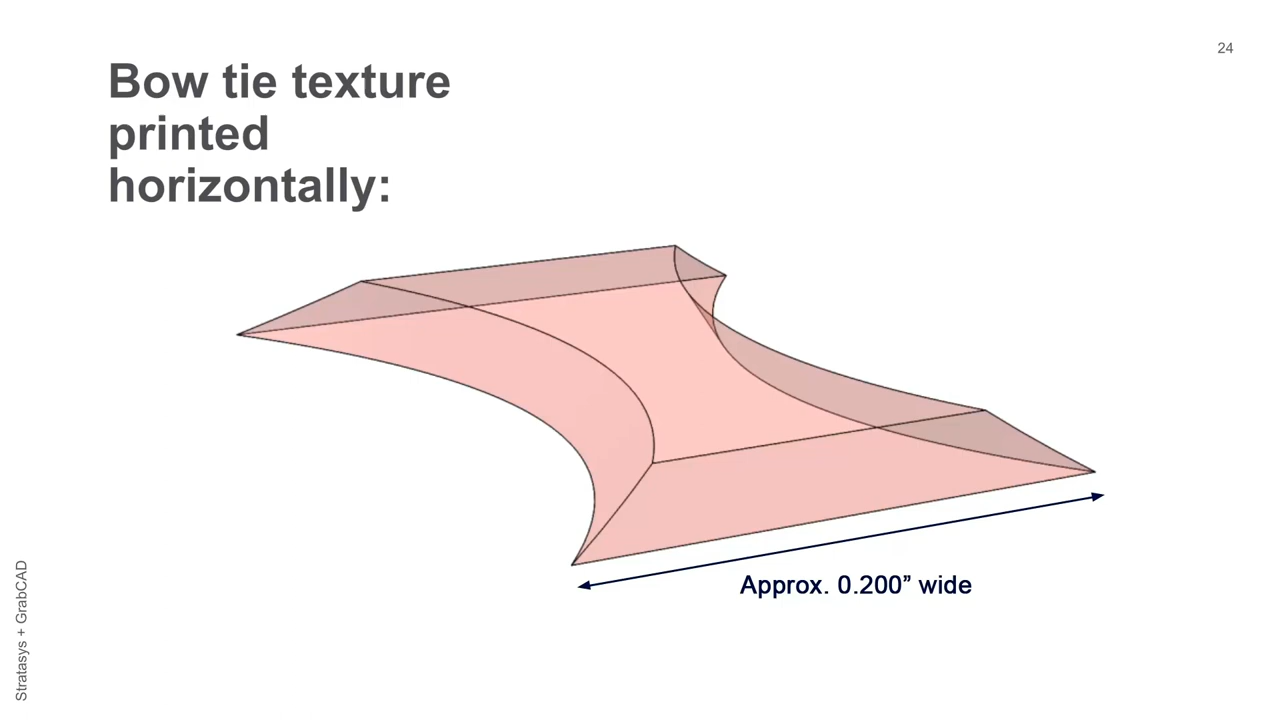 24
Bow tie texture
printed
horizontally:
Approx. 0.200” wide
Stratasys + GrabCAD